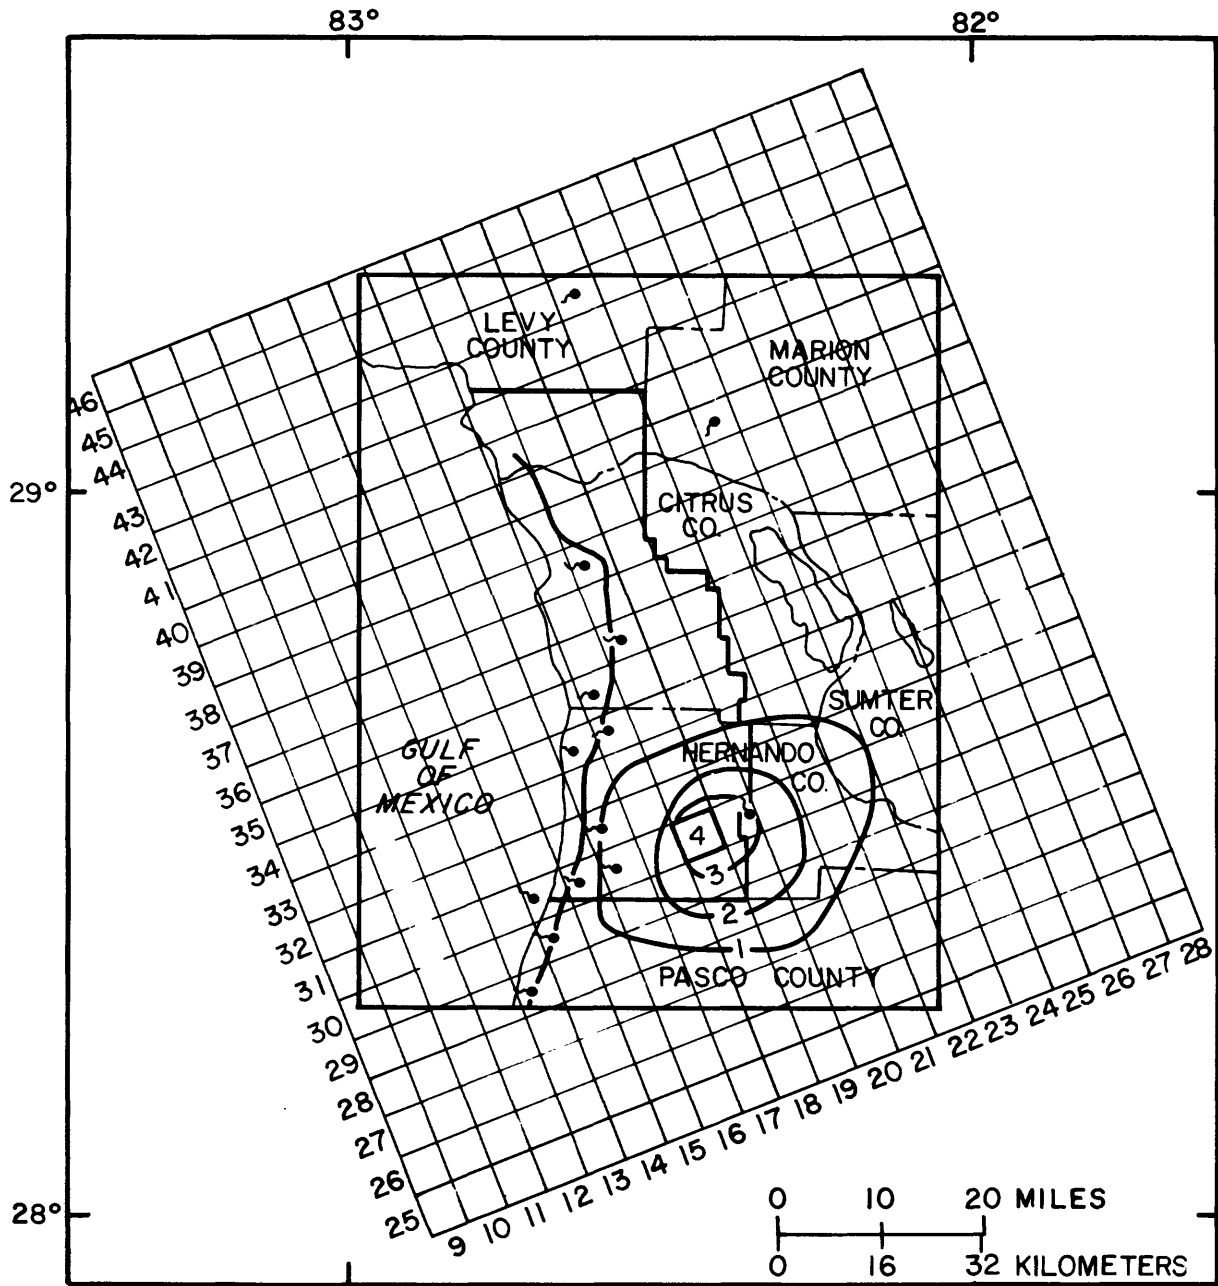 83°
82°
LEVY
COUNTY
MARION
COUNTY
46
45
44
43
42
41
40
39
38
37
36
35
34
33
32
31
30
29
28
27
26
25
29°
CITRUS
CO.
SUMTER
CO.
GULF
OF
MEXICO
HERNANDO
CO.
4
3
2
1
PASCO COUNTY
9 10 11 12 13 14 15 16 17 18 19 20 21 22 23 24 25 26 27 28
28°
0 10 20 MILES
0 16 32 KILOMETERS